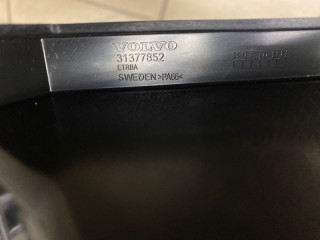 VOLVO
31377852
ETRBA
SWEDEN >PA66<